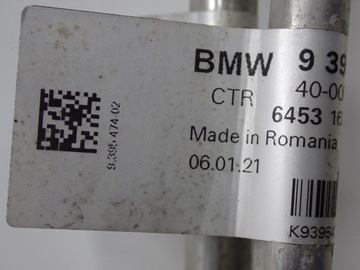 BMW 9 39
CTR 40-00
6453 16
Made in Romania
06.01.21
9.395 474-02
K9395-